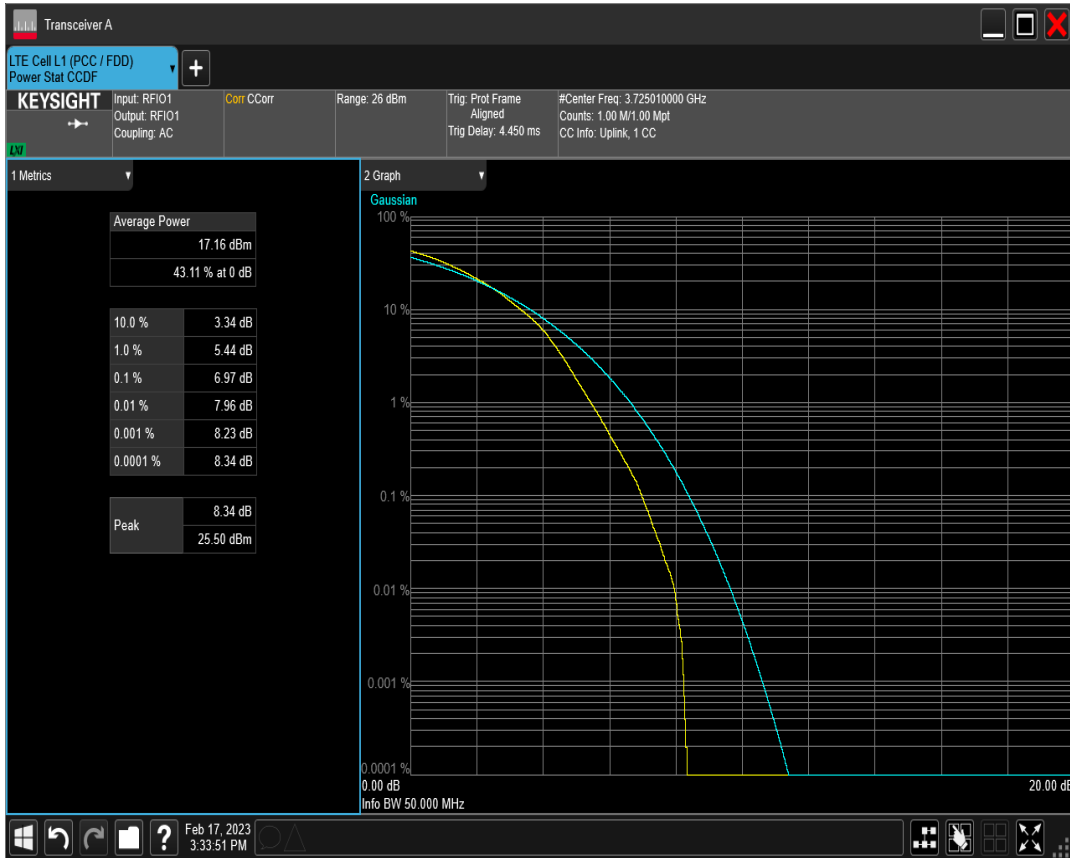 Transceiver A
LTE Cell L1 (PCC / FDD)
Power Stat CCDF
+
KEYSIGHT
LXI
Input: RFIO1
Output: RFIO1
Coupling: AC
Corr CCorr
Range: 26 dBm
Trig: Prot Frame
Aligned
Trig Delay: 4.450 ms
#Center Freq: 3.725010000 GHz
Counts: 1.00 M/1.00 Mpt
CC Info: Uplink, 1 CC
1 Metrics
Average Power
17.16 dBm
43.11 % at 0 dB
10.0 % 3.34 dB
1.0 % 5.44 dB
0.1 % 6.97 dB
0.01 % 7.96 dB
0.001 % 8.23 dB
0.0001 % 8.34 dB
Peak
8.34 dB
25.50 dBm
2 Graph
Gaussian
100 %
10 %
1 %
0.1 %
0.01 %
0.001 %
0.0001 %
0.00 dB 20.00 dB
Info BW 50.000 MHz
?
Feb 17, 2023
3:33:51 PM